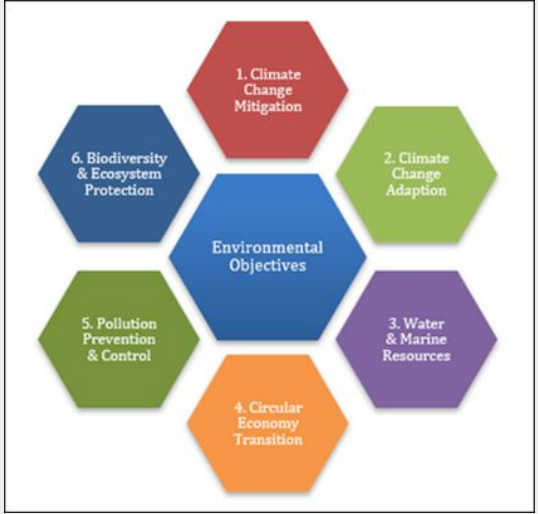 Environmental
Objectives
1. Climate
Change
Mitigation
2. Climate
Change
Adaption
3. Water
& Marine
Resources
4. Circular
Economy
Transition
5. Pollution
Prevention
& Control
6. Biodiversity
& Ecosystem
Protection